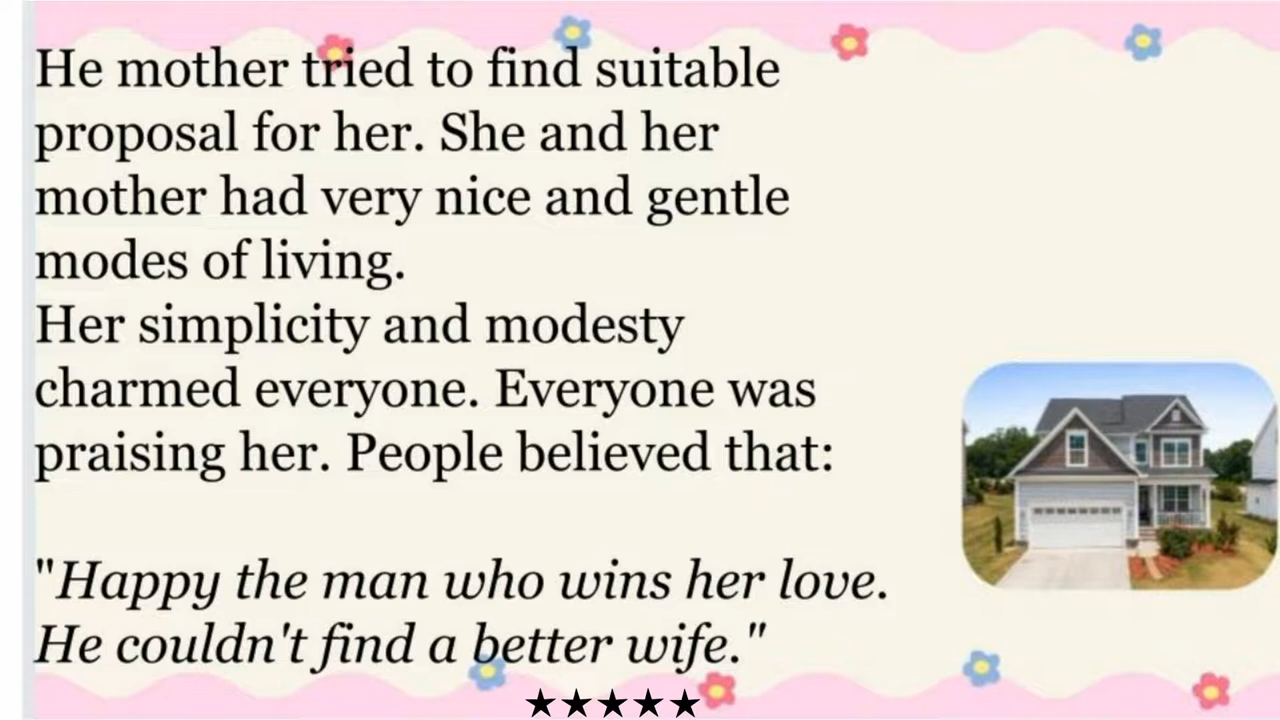 He mother tried to find suitable
proposal for her. She and her
mother had very nice and gentle
modes of living.
Her simplicity and modesty
charmed everyone. Everyone was
praising her. People believed that:
"Happy the man who wins her love.
He couldn't find a better wife."
★★★★★